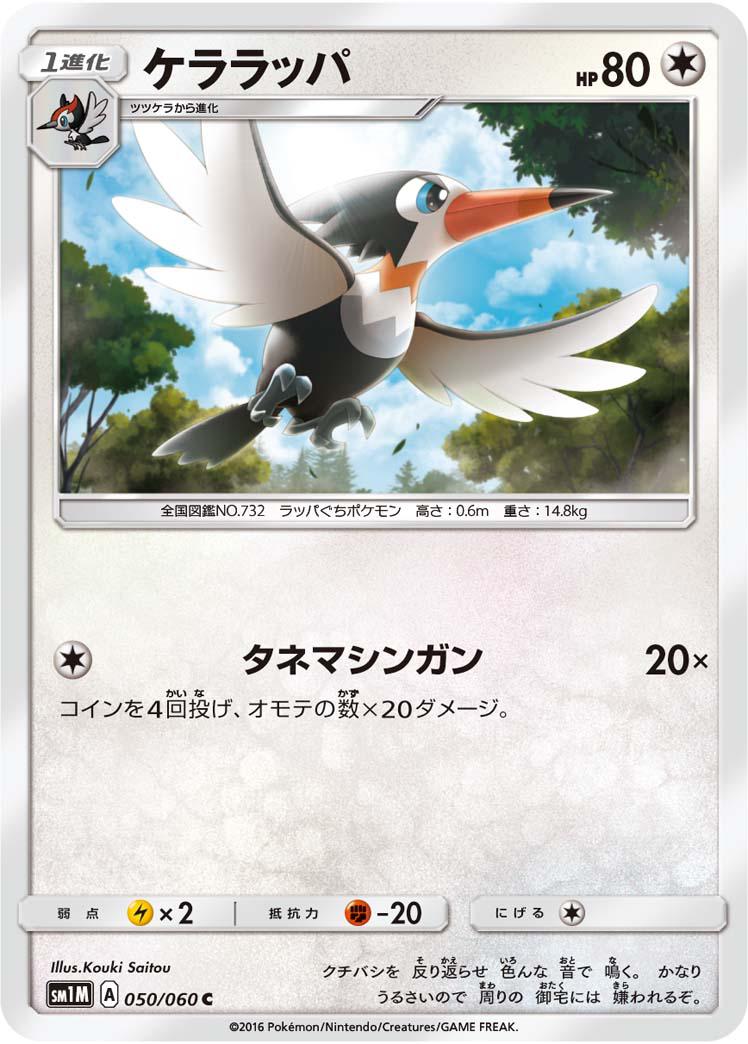 1進化
ケララッパ
HP80
ツツケラから進化
全国図鑑NO.732 ラッパぐちポケモン 高さ：0.6m 重さ：14.8kg
タネマシンガン 20×
コインを4回投げ、オモテの数×20ダメージ。
弱点 ×2 抵抗力 -20 にげる
Illus.Kouki Saitou
SM1M A 050/060 C
クチバシを 反り返らせ 色んな 音で 鳴く。 かなり
うるさいので 周りの 御宅には 嫌われるぞ。
©2016 Pokémon/Nintendo/Creatures/GAME FREAK.